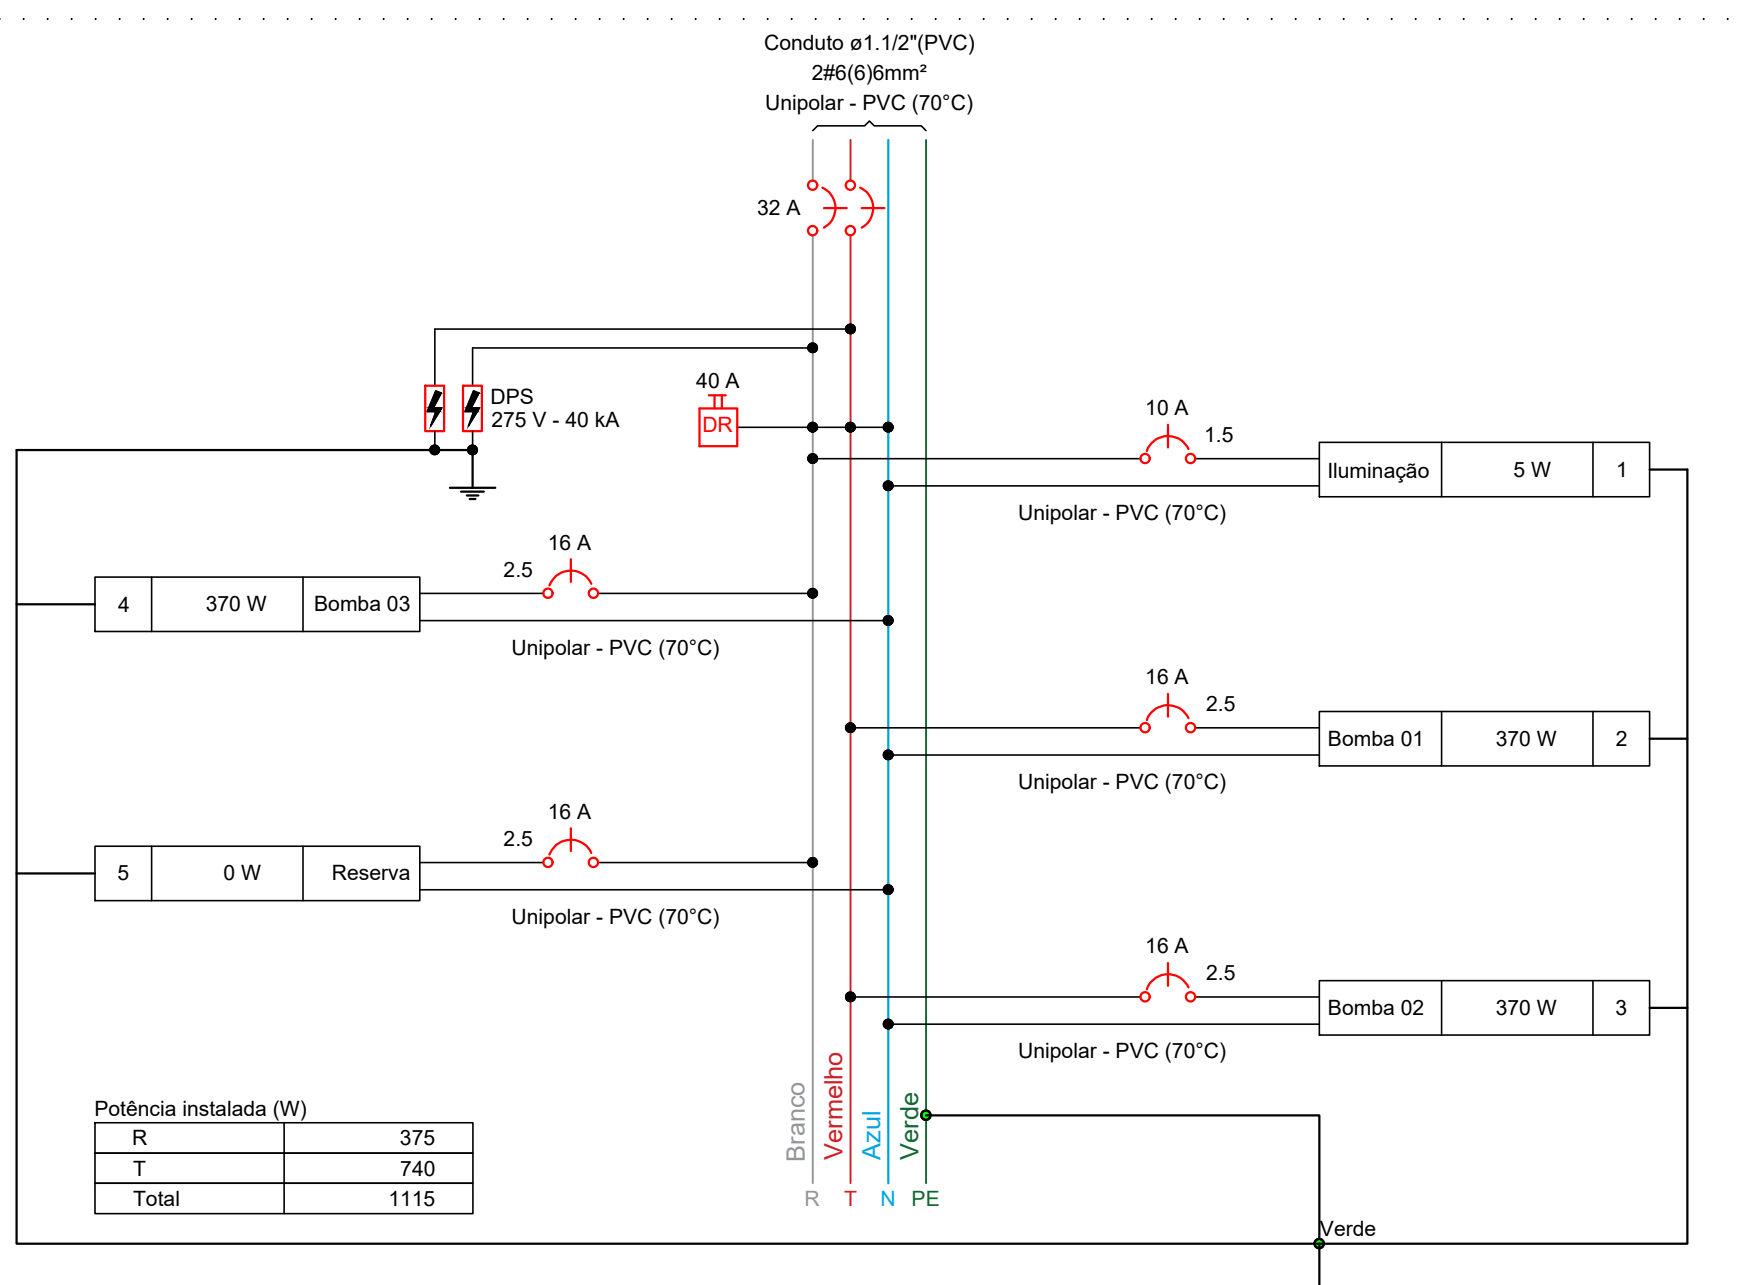 Conduto ø1.1/2"(PVC)
2#6(6)6mm²
Unipolar - PVC (70°C)
32 A
DPS
275 V - 40 kA
40 A
DR
10 A
1.5
Iluminação 5 W 1
Unipolar - PVC (70°C)
16 A
2.5
4 370 W Bomba 03
Unipolar - PVC (70°C)
16 A
2.5
Bomba 01 370 W 2
Unipolar - PVC (70°C)
16 A
2.5
5 0 W Reserva
Unipolar - PVC (70°C)
16 A
2.5
Bomba 02 370 W 3
Unipolar - PVC (70°C)
Potência instalada (W)
R 375
T 740
Total 1115
Branco
Vermelho
Azul
Verde
R T N PE
Verde